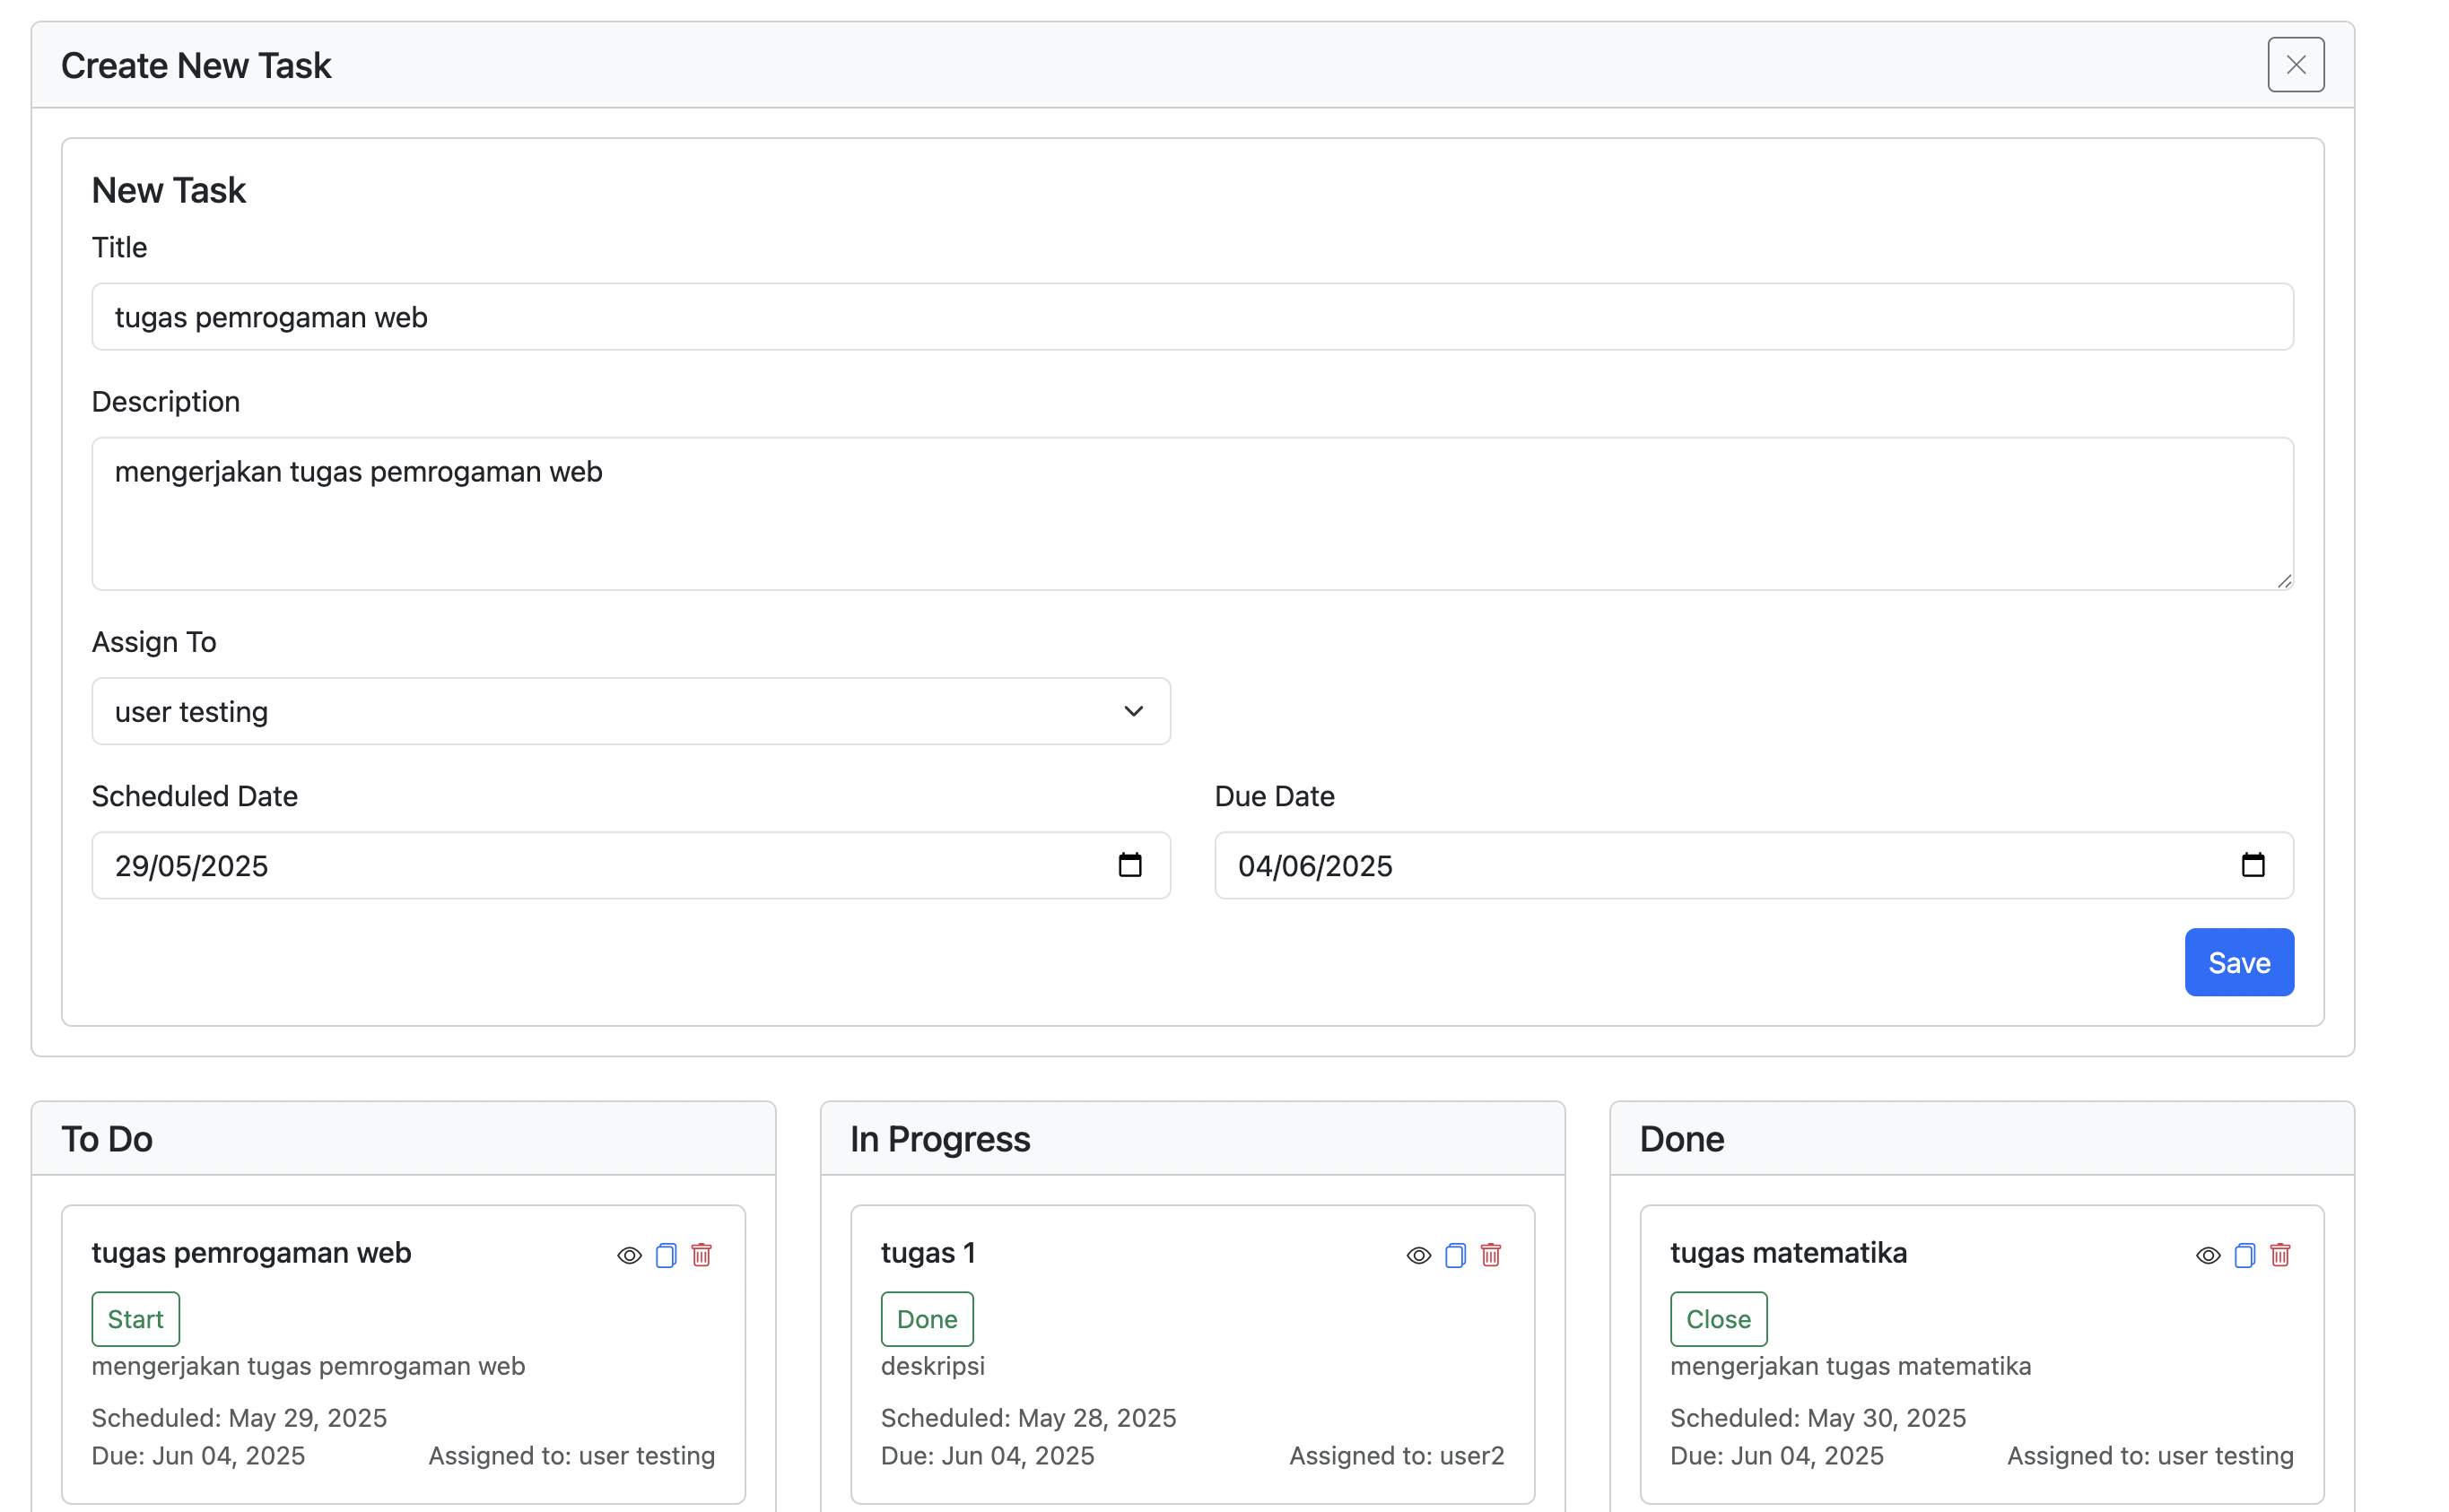 Create New Task
New Task
Title
tugas pemrogaman web
Description
mengerjakan tugas pemrogaman web
Assign To
user testing
Scheduled Date
29/05/2025
Due Date
04/06/2025
Save
To Do
tugas pemrogaman web
Start
mengerjakan tugas pemrogaman web
Scheduled: May 29, 2025
Due: Jun 04, 2025
Assigned to: user testing
In Progress
tugas 1
Done
deskripsi
Scheduled: May 28, 2025
Due: Jun 04, 2025
Assigned to: user2
Done
tugas matematika
Close
mengerjakan tugas matematika
Scheduled: May 30, 2025
Due: Jun 04, 2025
Assigned to: user testing